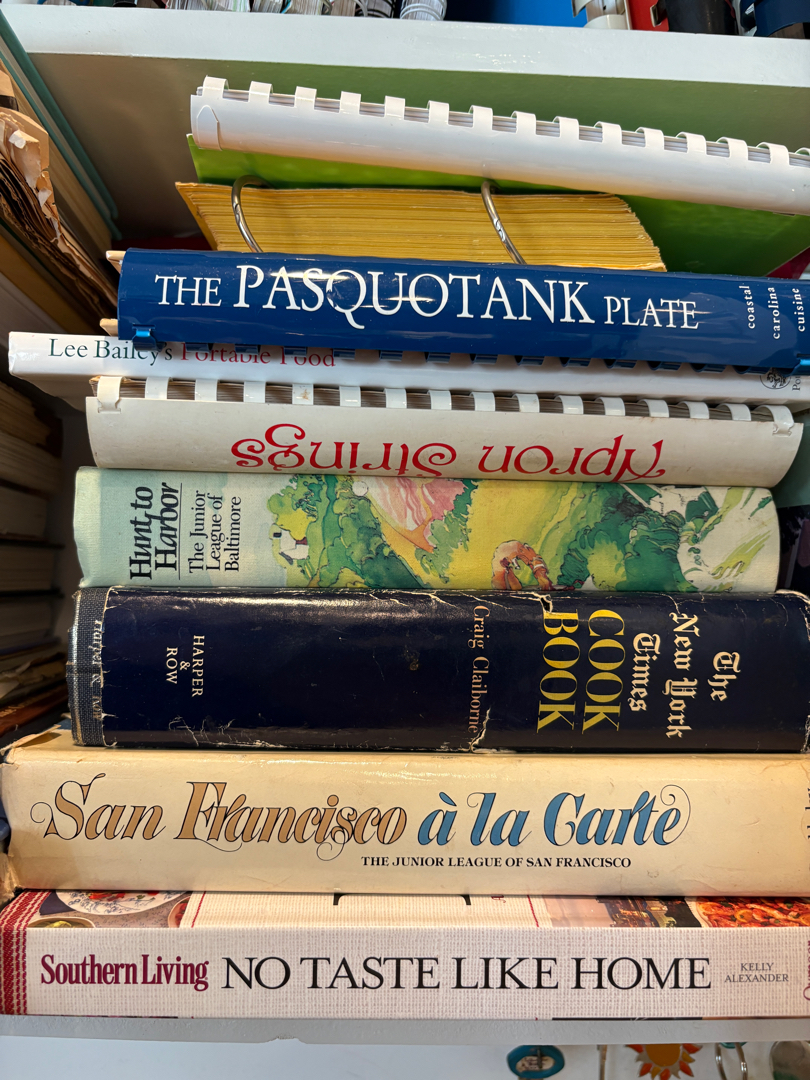 THE PASQUOTANK PLATE
coastal
carolina
cuisine
Lee Bailey's Portable Food
Apron Strings
Hunt to
Harbor
The Junior
League of
Baltimore
The
New York
Times
COOK
BOOK
Craig Claiborne
HARPER
&
ROW
San Francisco à la Carte
THE JUNIOR LEAGUE OF SAN FRANCISCO
Southern Living NO TASTE LIKE HOME
KELLY
ALEXANDER